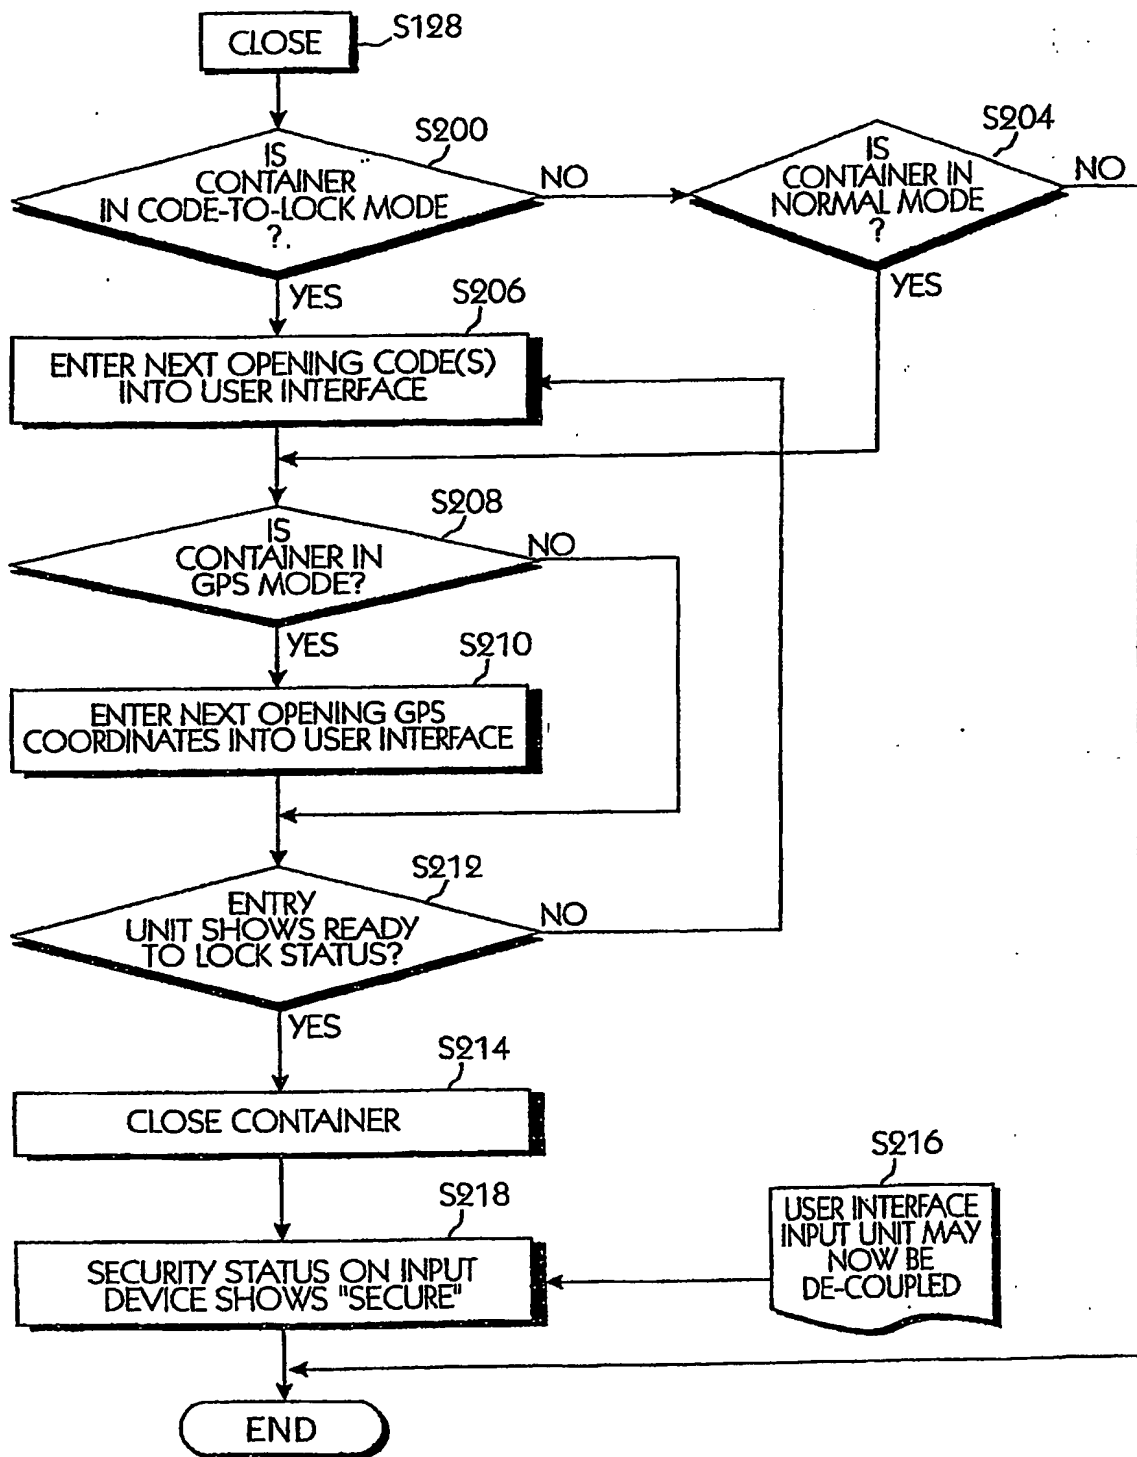 CLOSE
S128
S200
IS
CONTAINER
IN CODE-TO-LOCK MODE
?
NO
YES
S204
IS
CONTAINER IN
NORMAL MODE
?
NO
YES
S206
ENTER NEXT OPENING CODE(S)
INTO USER INTERFACE
S208
IS
CONTAINER IN
GPS MODE?
NO
YES
S210
ENTER NEXT OPENING GPS
COORDINATES INTO USER INTERFACE
S212
ENTRY
UNIT SHOWS READY
TO LOCK STATUS?
NO
YES
S214
CLOSE CONTAINER
S216
USER INTERFACE
INPUT UNIT MAY
NOW BE
DE-COUPLED
S218
SECURITY STATUS ON INPUT
DEVICE SHOWS "SECURE"
END